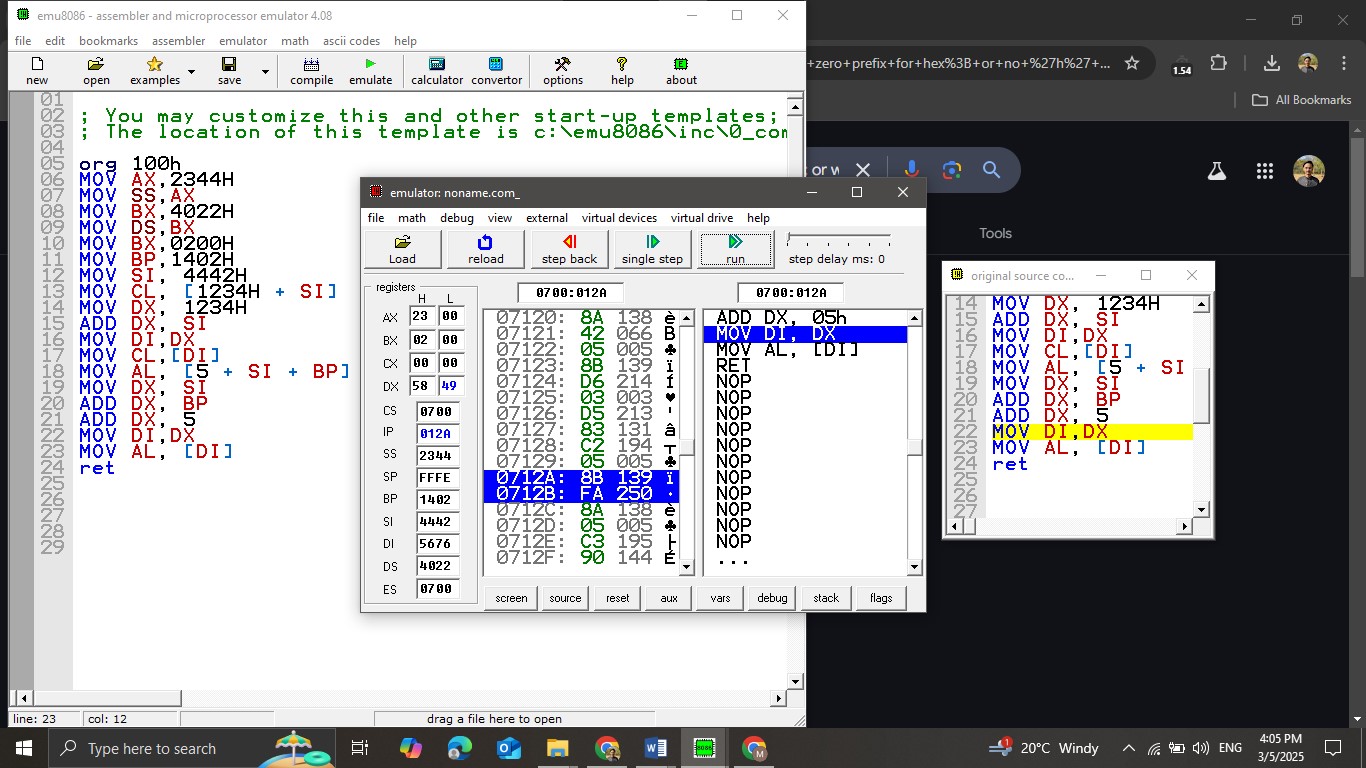 emu8086 - assembler and microprocessor emulator 4.08
file edit bookmarks assembler emulator math ascii codes help
new open examples save compile emulate calculator convertor options help about
01
02 ; You may customize this and other start-up templates;
03 ; The location of this template is c:\emu8086\inc\0_com
04
05 org 100h
06 MOV AX,2344H
07 MOV SS,AX
08 MOV BX,4022H
09 MOV DS,BX
10 MOV BX,0200H
11 MOV BP,1402H
12 MOV SI, 4442H
13 MOV CL, [1234H + SI]
14 MOV DX, 1234H
15 ADD DX, SI
16 MOV DI,DX
17 MOV CL,[DI]
18 MOV AL, [5 + SI + BP]
19 MOV DX, SI
20 ADD DX, BP
21 ADD DX, 5
22 MOV DI,DX
23 MOV AL, [DI]
24 ret
25
26
27
28
29
line: 23 col: 12 drag a file here to open
emulator: noname.com_
file math debug view external virtual devices virtual drive help
Load reload step back single step run step delay ms: 0
registers
H L
AX 23 00
BX 02 00
CX 00 00
DX 58 49
CS 0700
IP 012A
SS 2344
SP FFFE
BP 1402
SI 4442
DI 5676
DS 4022
ES 0700
0700:012A
07120: 8A 138 è
07121: 42 066 B
07122: 05 005 ♣
07123: 8B 139 ï
07124: D6 214 í
07125: 03 003 ♥
07126: D5 213 '
07127: 83 131 â
07128: C2 194 ┬
07129: 05 005 ♣
0712A: 8B 139 ï
0712B: FA 250 ·
0712C: 8A 138 è
0712D: 05 005 ♣
0712E: C3 195 ├
0712F: 90 144 É
0700:012A
ADD DX, 05h
MOV DI, DX
MOV AL, [DI]
RET
NOP
NOP
NOP
NOP
NOP
NOP
NOP
NOP
NOP
NOP
NOP
...
screen source reset aux vars debug stack flags
original source co...
14 MOV DX, 1234H
15 ADD DX, SI
16 MOV DI,DX
17 MOV CL,[DI]
18 MOV AL, [5 + SI
19 MOV DX, SI
20 ADD DX, BP
21 ADD DX, 5
22 MOV DI,DX
23 MOV AL, [DI]
24 ret
25
26
27
+ zero prefix for hex%3B+or+no+%27h%27+...
1.54
All Bookmarks
or w
Tools
Type here to search
20°C Windy
ENG
4:05 PM
3/5/2025